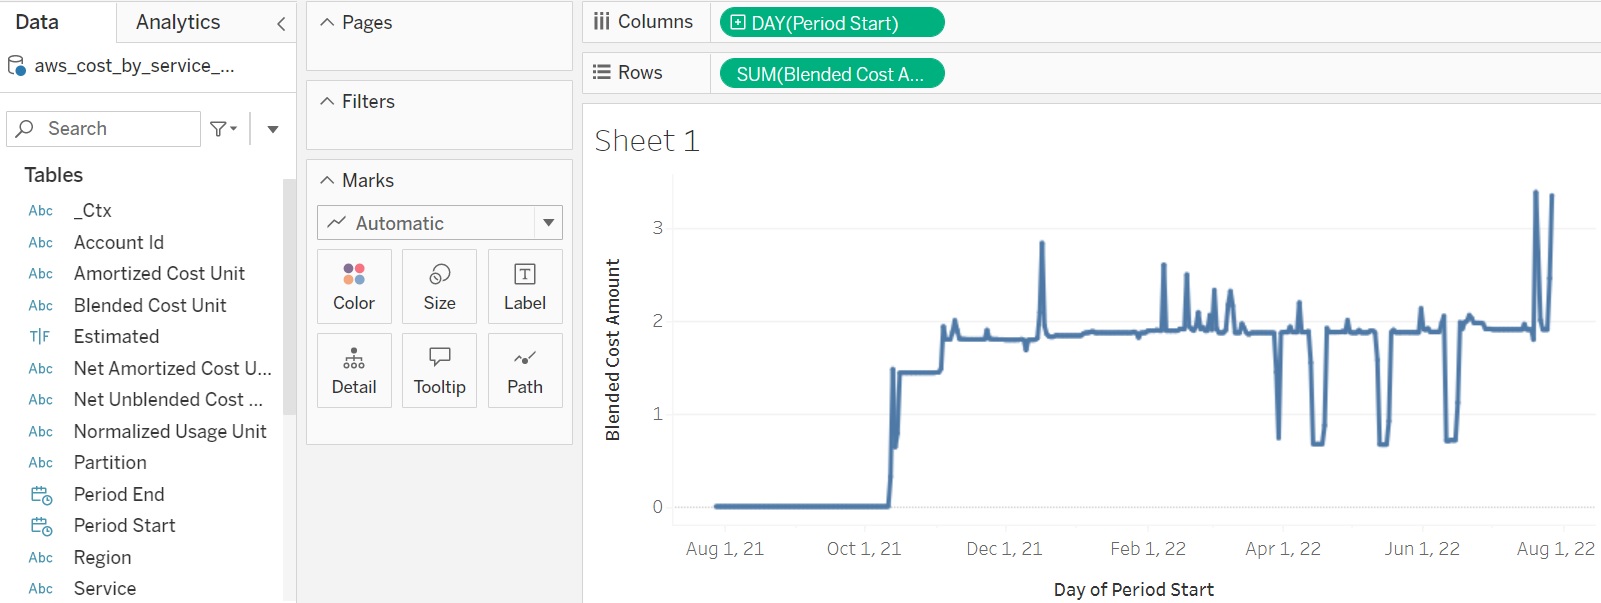 Data
Analytics
aws_cost_by_service_...
Search
Tables
Abc _Ctx
Abc Account Id
Abc Amortized Cost Unit
Abc Blended Cost Unit
T|F Estimated
Abc Net Amortized Cost U...
Abc Net Unblended Cost ...
Abc Normalized Usage Unit
Abc Partition
Period End
Period Start
Abc Region
Abc Service
Pages
Filters
Marks
Automatic
Color
Size
T
Label
Detail
Tooltip
Path
Columns
DAY(Period Start)
Rows
SUM(Blended Cost A...
Sheet 1
Blended Cost Amount
3
2
1
0
Aug 1, 21
Oct 1, 21
Dec 1, 21
Feb 1, 22
Apr 1, 22
Jun 1, 22
Aug 1, 22
Day of Period Start